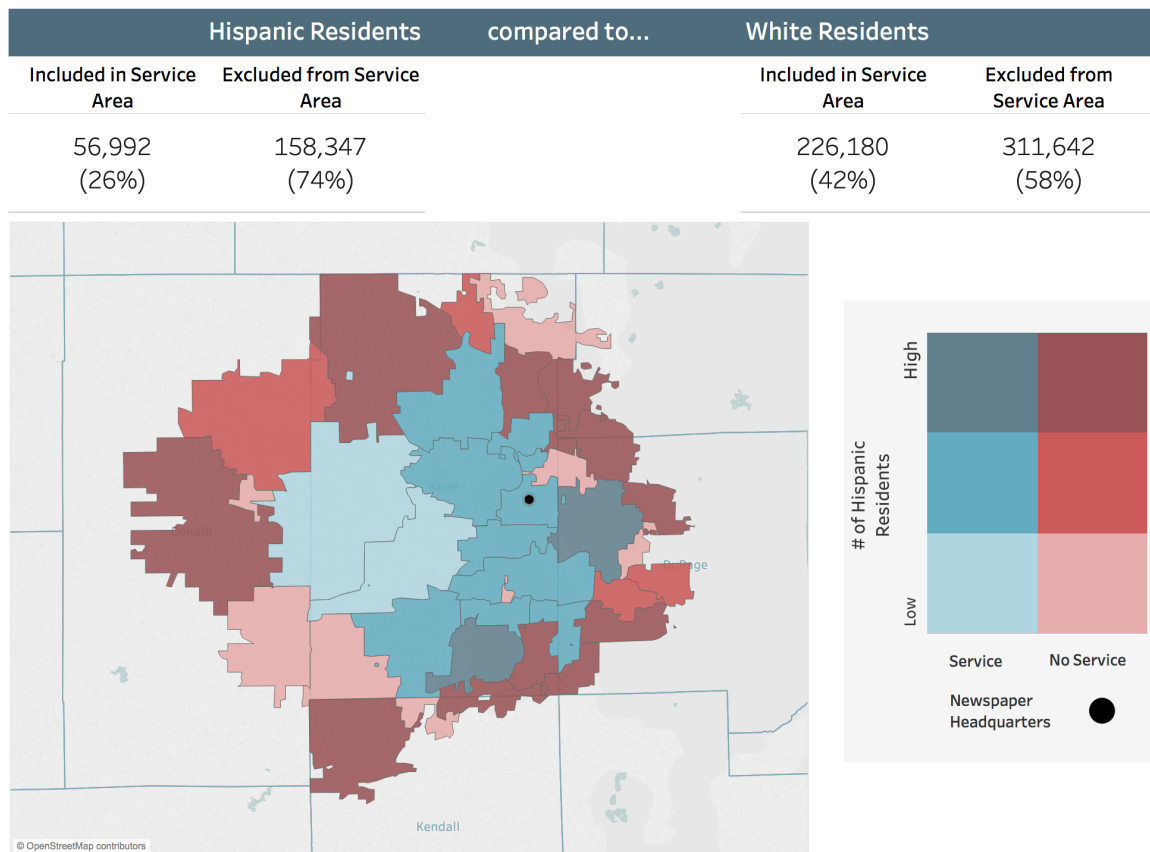 Hispanic Residents compared to... White Residents
Included in Service Area
Excluded from Service Area
Included in Service Area
Excluded from Service Area
56,992
(26%)
158,347
(74%)
226,180
(42%)
311,642
(58%)
Kane
DeKalb
DuPage
Kendall
© OpenStreetMap contributors
High
# of Hispanic
Residents
Low
Service
No Service
Newspaper
Headquarters